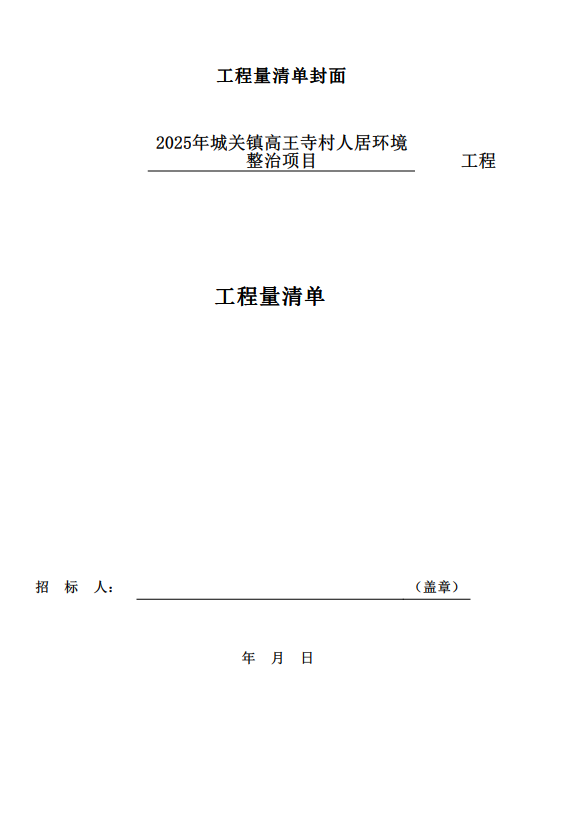 工程量清单封面
2025年城关镇高王寺村人居环境
整治项目 工程
工程量清单
招 标 人： （盖章）
年 月 日